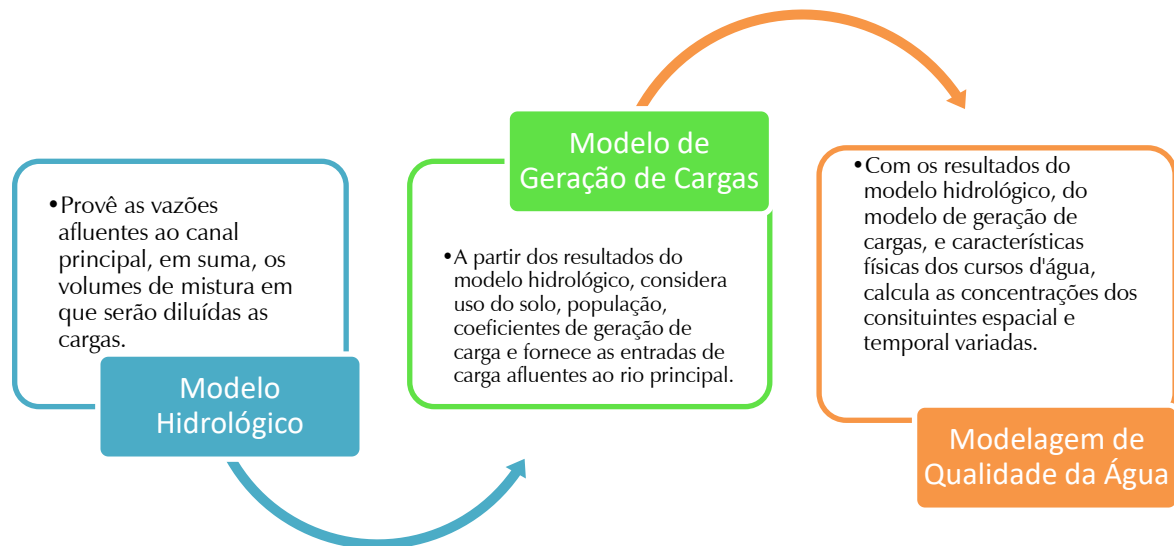 •Provê as vazões
afluentes ao canal
principal, em suma, os
volumes de mistura em
que serão diluídas as
cargas.
Modelo
Hidrológico
Modelo de
Geração de Cargas
•A partir dos resultados do
modelo hidrológico, considera
uso do solo, população,
coeficientes de geração de
carga e fornece as entradas de
carga afluentes ao rio principal.
•Com os resultados do
modelo hidrológico, do
modelo de geração de
cargas, e características
físicas dos cursos d'água,
calcula as concentrações dos
consituintes espacial e
temporal variadas.
Modelagem de
Qualidade da Água